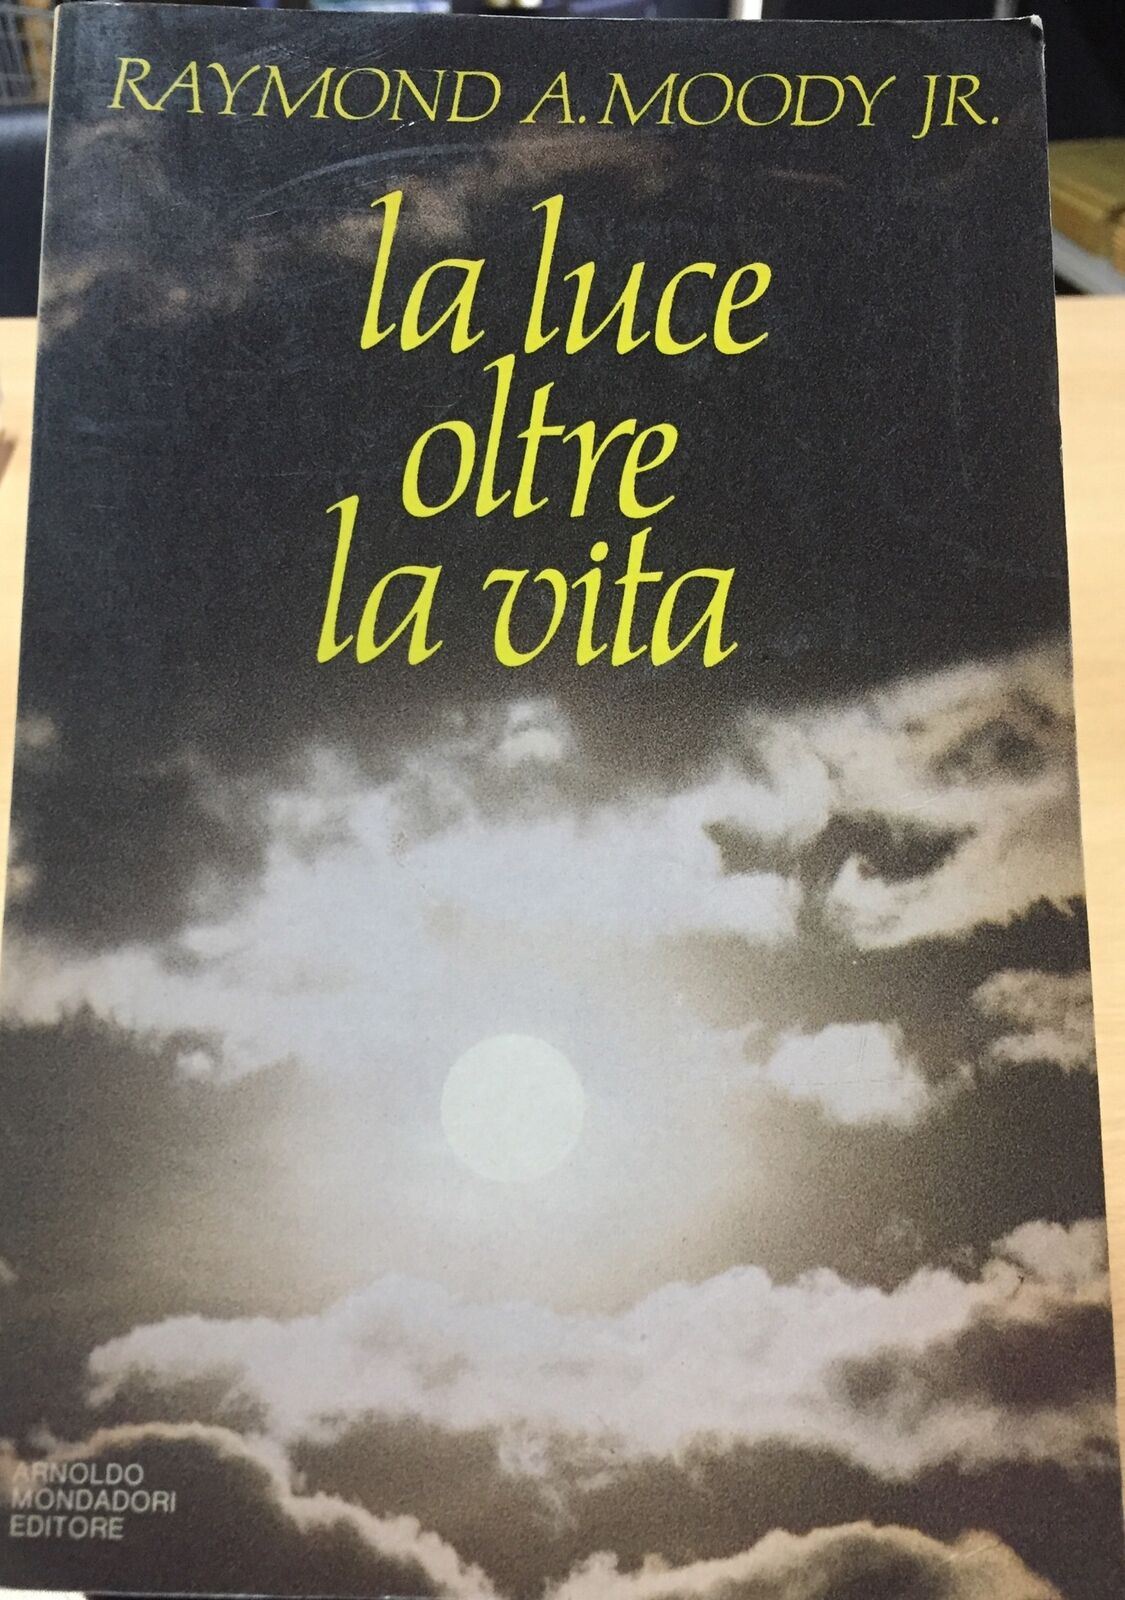 RAYMOND A. MOODY JR.
la luce
oltre
la vita
ARNOLDO
MONDADORI
EDITORE